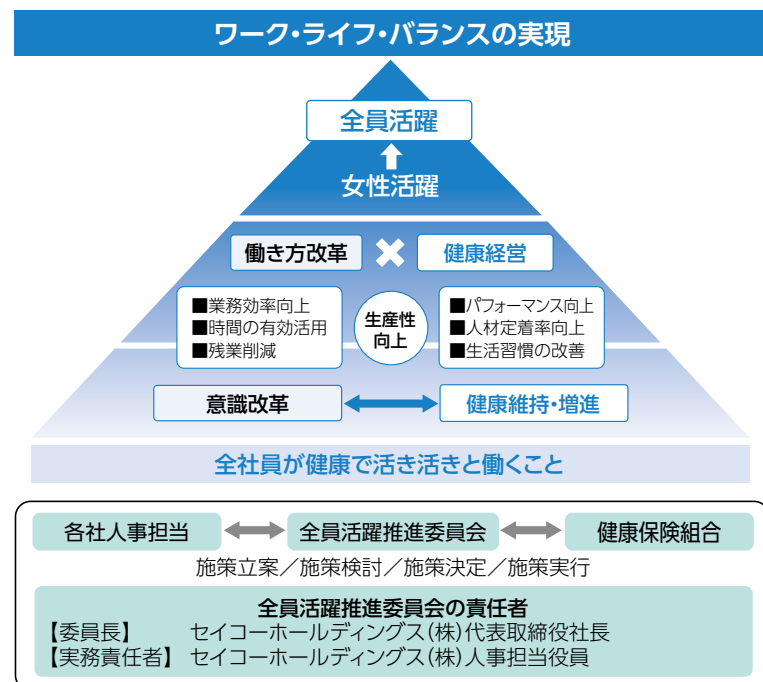 ワーク・ライフ・バランスの実現
全員活躍
女性活躍
働き方改革
健康経営
■業務効率向上
■時間の有効活用
■残業削減
生産性
向上
■パフォーマンス向上
■人材定着率向上
■生活習慣の改善
意識改革
健康維持・増進
全社員が健康で活き活きと働くこと
各社人事担当
全員活躍推進委員会
健康保険組合
施策立案／施策検討／施策決定／施策実行
全員活躍推進委員会の責任者
【委員長】 セイコーホールディングス(株)代表取締役社長
【実務責任者】 セイコーホールディングス(株)人事担当役員